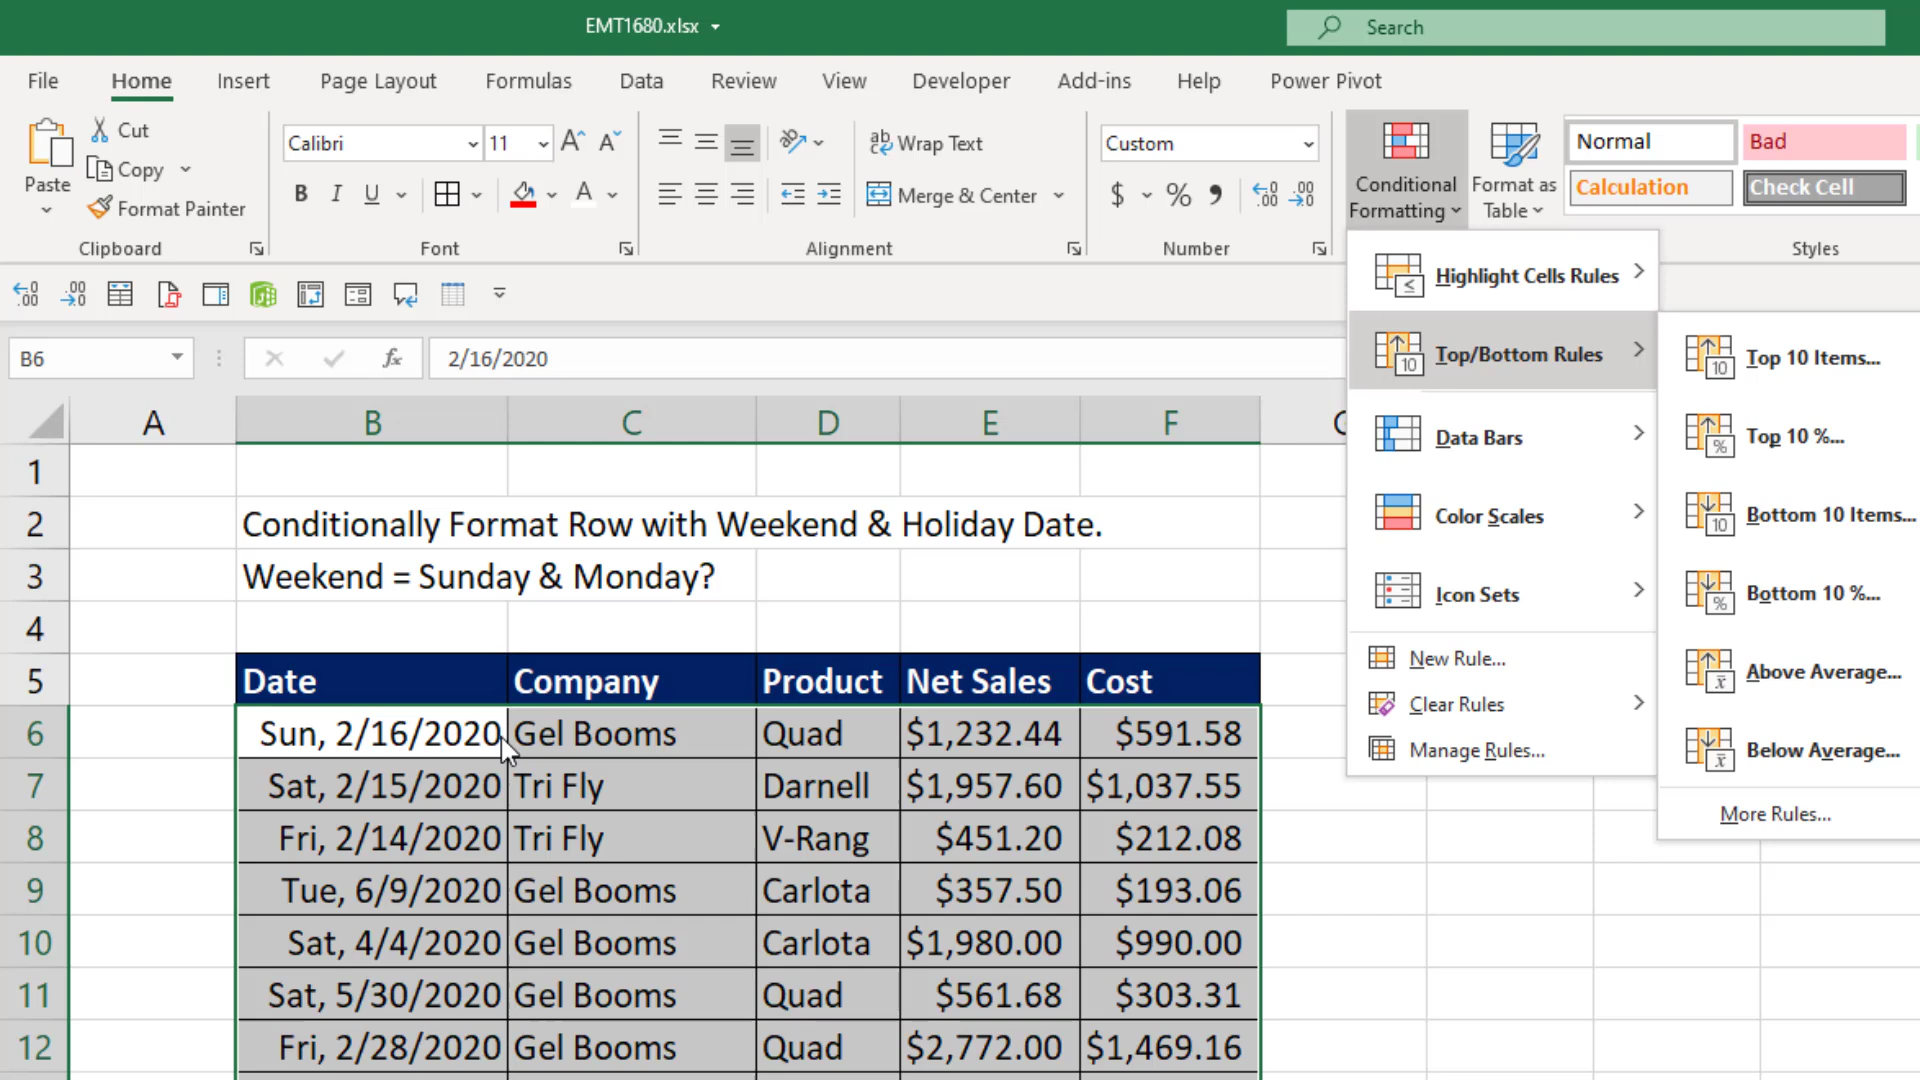 EMT1680.xlsx
Search
File Home Insert Page Layout Formulas Data Review View Developer Add-ins Help Power Pivot
Paste
Cut
Copy
Format Painter
Clipboard
Calibri 11
B I U A
Font
Wrap Text
Merge & Center
Alignment
Custom
$ % 9
Number
Conditional Formatting
Format as Table
Normal Bad
Calculation Check Cell
Styles
B6 fx 2/16/2020
A B C D E F
1
2 Conditionally Format Row with Weekend & Holiday Date.
3 Weekend = Sunday & Monday?
4
5 Date Company Product Net Sales Cost
6 Sun, 2/16/2020 Gel Booms Quad $1,232.44 $591.58
7 Sat, 2/15/2020 Tri Fly Darnell $1,957.60 $1,037.55
8 Fri, 2/14/2020 Tri Fly V-Rang $451.20 $212.08
9 Tue, 6/9/2020 Gel Booms Carlota $357.50 $193.06
10 Sat, 4/4/2020 Gel Booms Carlota $1,980.00 $990.00
11 Sat, 5/30/2020 Gel Booms Quad $561.68 $303.31
12 Fri, 2/28/2020 Gel Booms Quad $2,772.00 $1,469.16
Highlight Cells Rules
Top/Bottom Rules
Data Bars
Color Scales
Icon Sets
New Rule...
Clear Rules
Manage Rules...
Top 10 Items...
Top 10 %...
Bottom 10 Items...
Bottom 10 %...
Above Average...
Below Average...
More Rules...